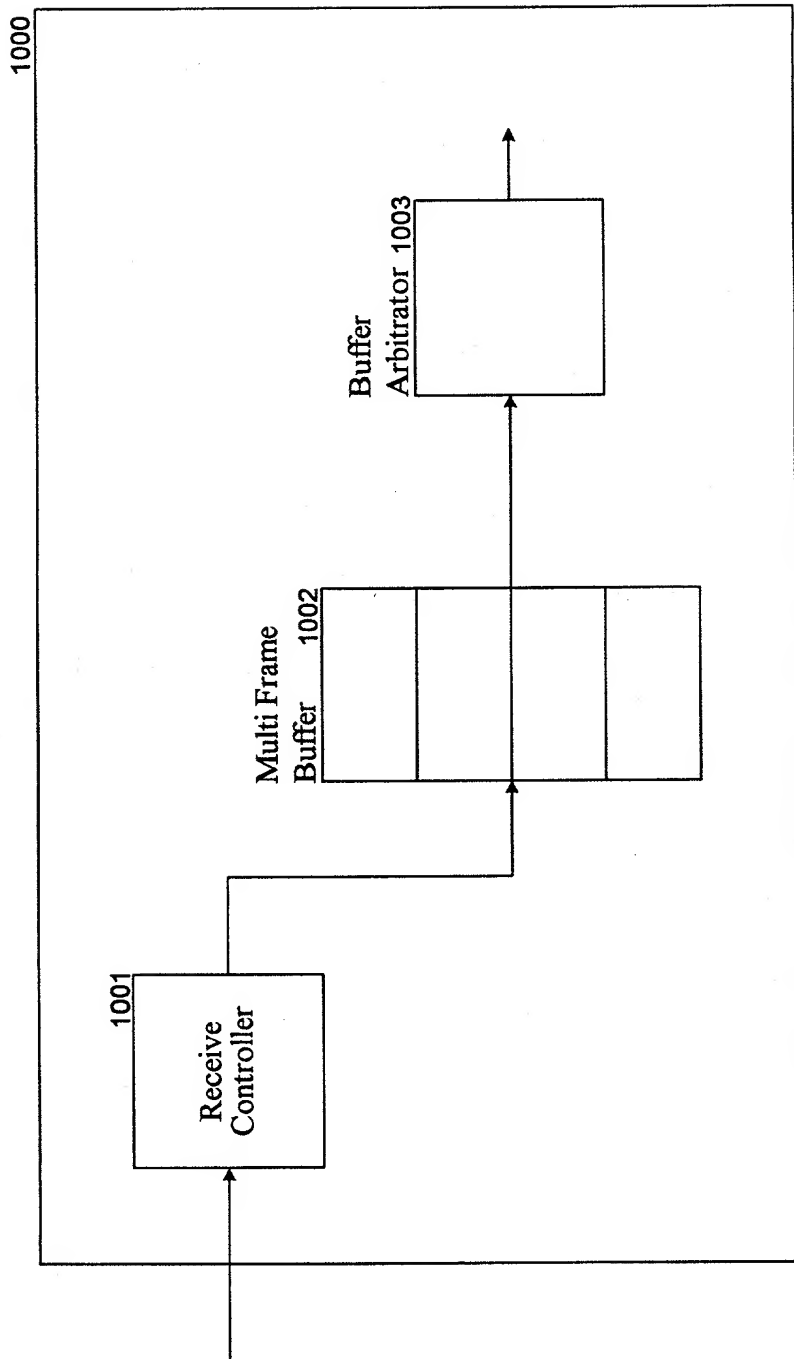 1000
1001
Receive
Controller
Multi Frame
Buffer 1002
Buffer
Arbitrator 1003